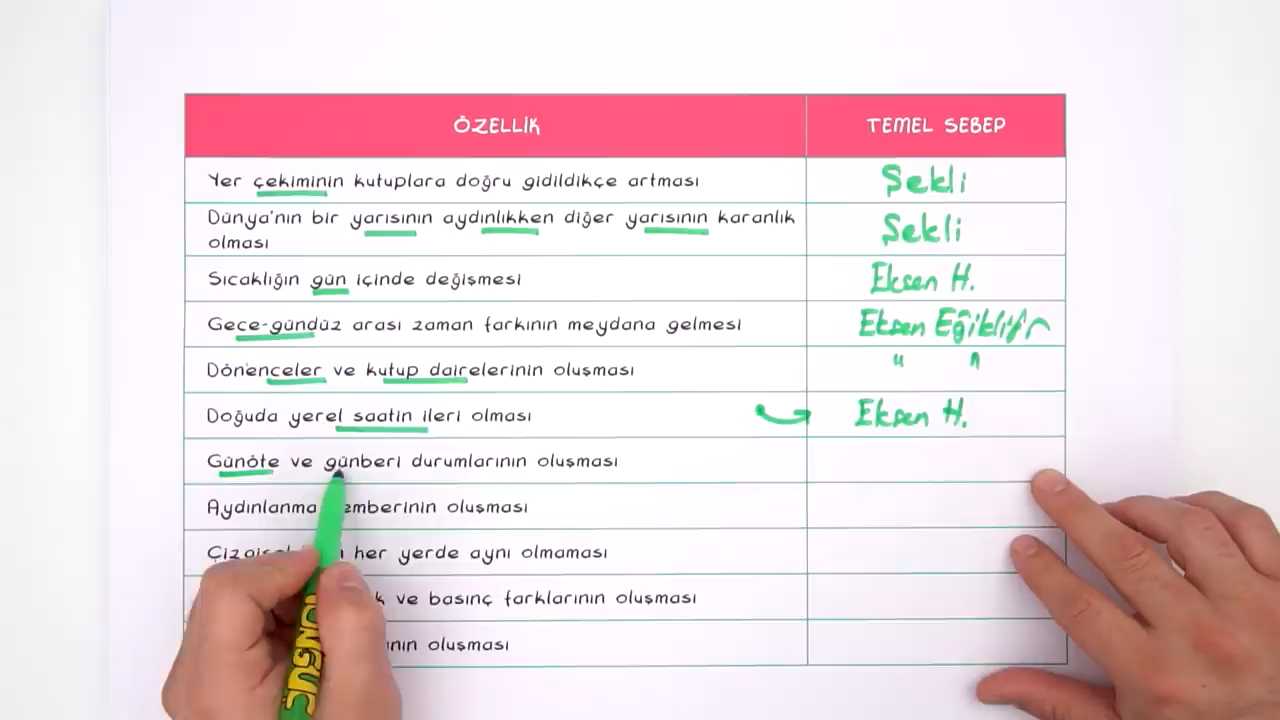 ÖZELLİK TEMEL SEBEP
Yer çekiminin kutuplara doğru gidildikçe artması Şekli
Dünya'nın bir yarısının aydınlıkken diğer yarısının karanlık
olması Şekli
Sıcaklığın gün içinde değişmesi Eksen H.
Gece-gündüz arası zaman farkının meydana gelmesi Eksen Eğikliği
Dönenceler ve kutup dairelerinin oluşması " "
Doğuda yerel saatin ileri olması Eksen H.
Günöte ve günberi durumlarının oluşması
Aydınlanma oluşması
her yerde aynı olmaması
ve basınç farklarının oluşması
oluşması
TONGUÇ